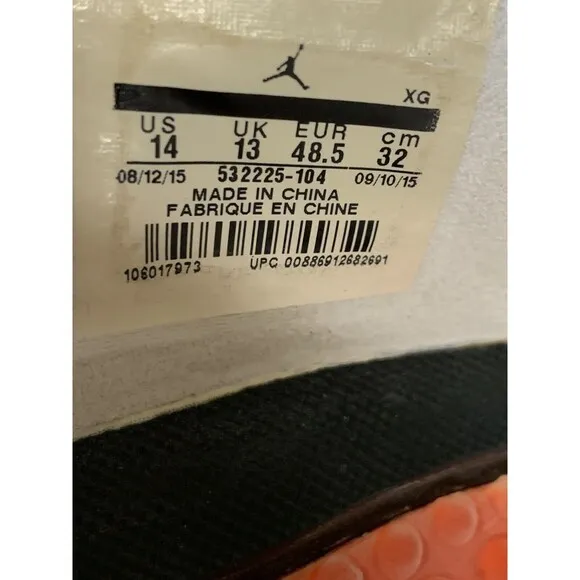 XG
US UK EUR cm
14 13 48.5 32
08/12/15 532225-104 09/10/15
MADE IN CHINA
FABRIQUE EN CHINE
106017973 UPC 00886912682691